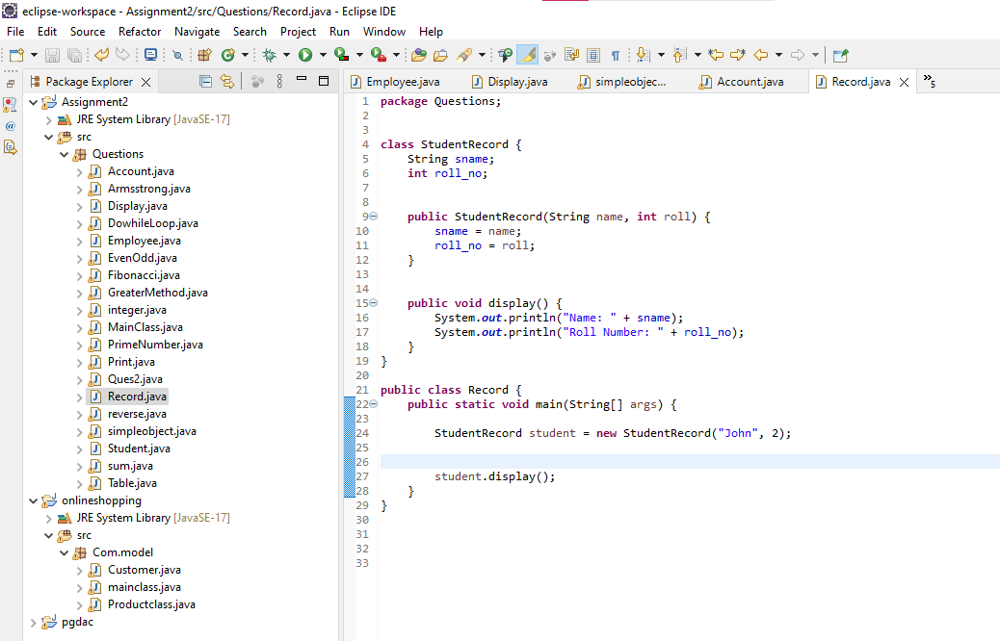 eclipse-workspace - Assignment2/src/Questions/Record.java - Eclipse IDE
File Edit Source Refactor Navigate Search Project Run Window Help
Package Explorer
Assignment2
JRE System Library [JavaSE-17]
src
Questions
Account.java
Armsstrong.java
Display.java
DowhileLoop.java
Employee.java
EvenOdd.java
Fibonacci.java
GreaterMethod.java
integer.java
MainClass.java
PrimeNumber.java
Print.java
Ques2.java
Record.java
reverse.java
simpleobject.java
Student.java
sum.java
Table.java
onlineshopping
JRE System Library [JavaSE-17]
src
Com.model
Customer.java
mainclass.java
Productclass.java
pgdac
Employee.java Display.java simpleobjec... Account.java Record.java »5
1 package Questions;
2
3
4 class StudentRecord {
5 String sname;
6 int roll_no;
7
8
9 public StudentRecord(String name, int roll) {
10 sname = name;
11 roll_no = roll;
12 }
13
14
15 public void display() {
16 System.out.println("Name: " + sname);
17 System.out.println("Roll Number: " + roll_no);
18 }
19 }
20
21 public class Record {
22 public static void main(String[] args) {
23
24 StudentRecord student = new StudentRecord("John", 2);
25
26
27 student.display();
28 }
29 }
30
31
32
33